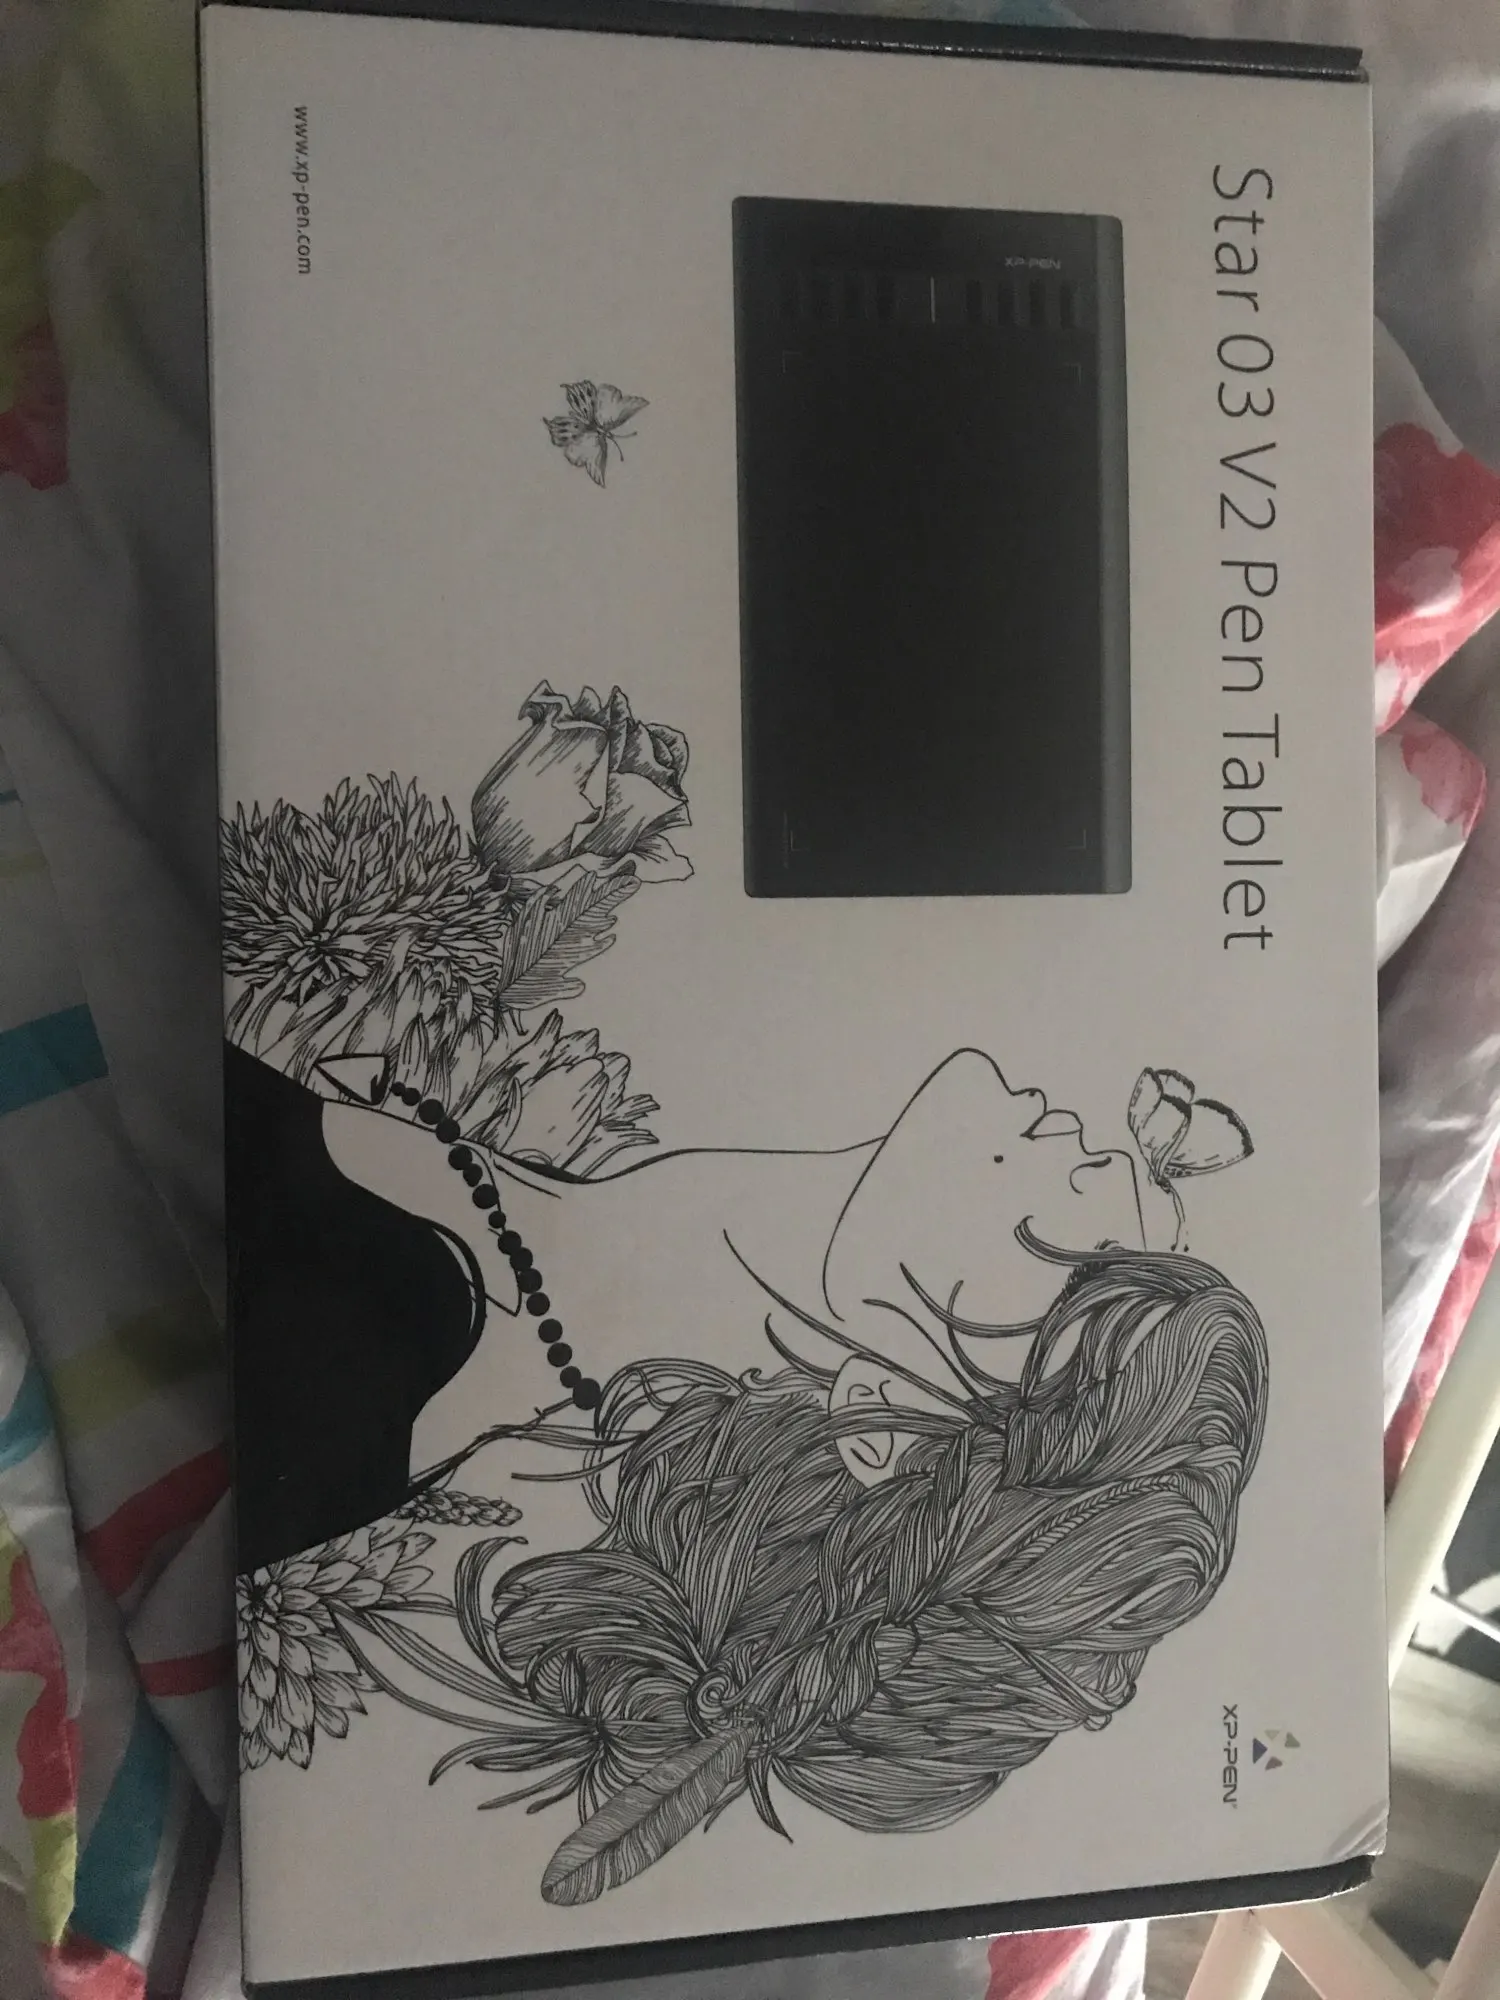 Star 03 V2 Pen Tablet
XP-PEN
XP-PEN
www.xp-pen.com